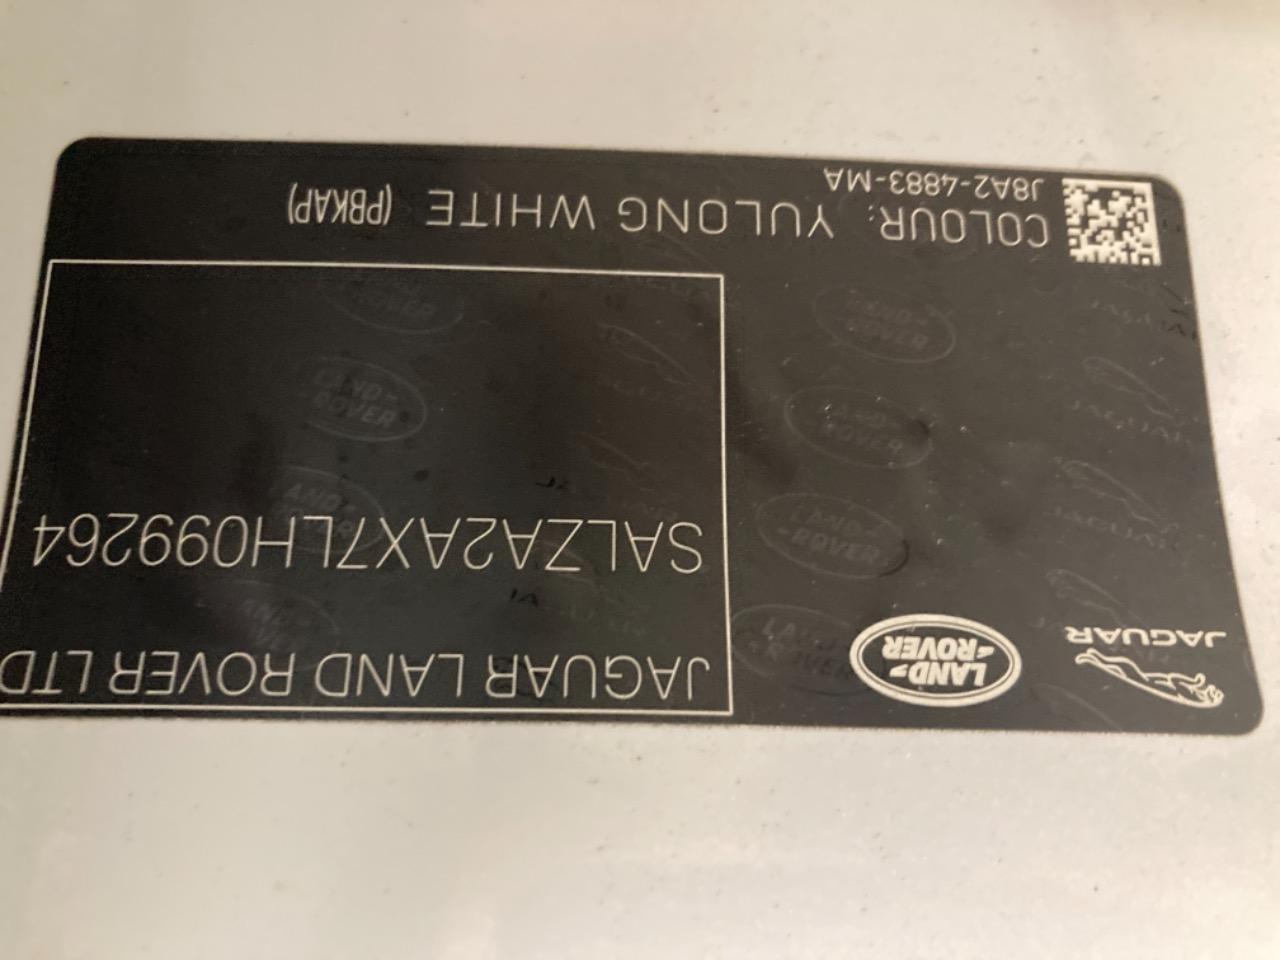 JAGUAR
LAND-
-ROVER
JAGUAR LAND ROVER LTD
SALZA2AX7LH099264
COLOUR: YULONG WHITE (PBKAP)
J8A2-4883-MA